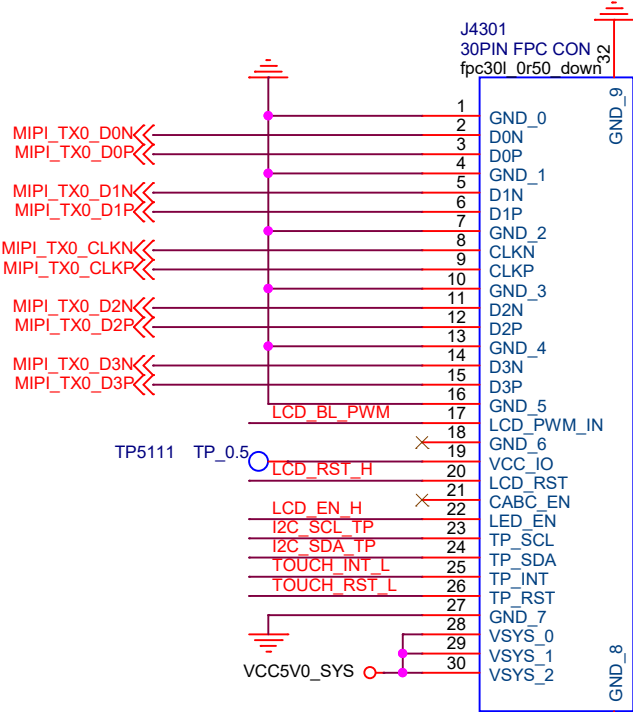 J4301
30PIN FPC CON
fpc30l_0r50_down
32
GND_9
1 GND_0
MIPI_TX0_D0N 2 D0N
MIPI_TX0_D0P 3 D0P
4 GND_1
MIPI_TX0_D1N 5 D1N
MIPI_TX0_D1P 6 D1P
7 GND_2
MIPI_TX0_CLKN 8 CLKN
MIPI_TX0_CLKP 9 CLKP
10 GND_3
MIPI_TX0_D2N 11 D2N
MIPI_TX0_D2P 12 D2P
13 GND_4
MIPI_TX0_D3N 14 D3N
MIPI_TX0_D3P 15 D3P
16 GND_5
LCD_BL_PWM 17 LCD_PWM_IN
18 GND_6
TP5111 TP_0.5 19 VCC_IO
LCD_RST_H 20 LCD_RST
21 CABC_EN
LCD_EN_H 22 LED_EN
I2C_SCL_TP 23 TP_SCL
I2C_SDA_TP 24 TP_SDA
TOUCH_INT_L 25 TP_INT
TOUCH_RST_L 26 TP_RST
27 GND_7
28 VSYS_0
29 VSYS_1
VCC5V0_SYS 30 VSYS_2
GND_8